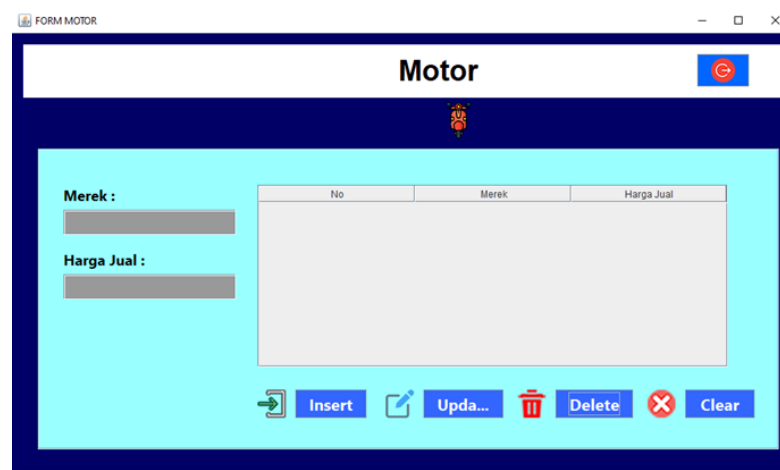 FORM MOTOR
Motor
Merek :
Harga Jual :
No Merek Harga Jual
Insert Upda... Delete Clear